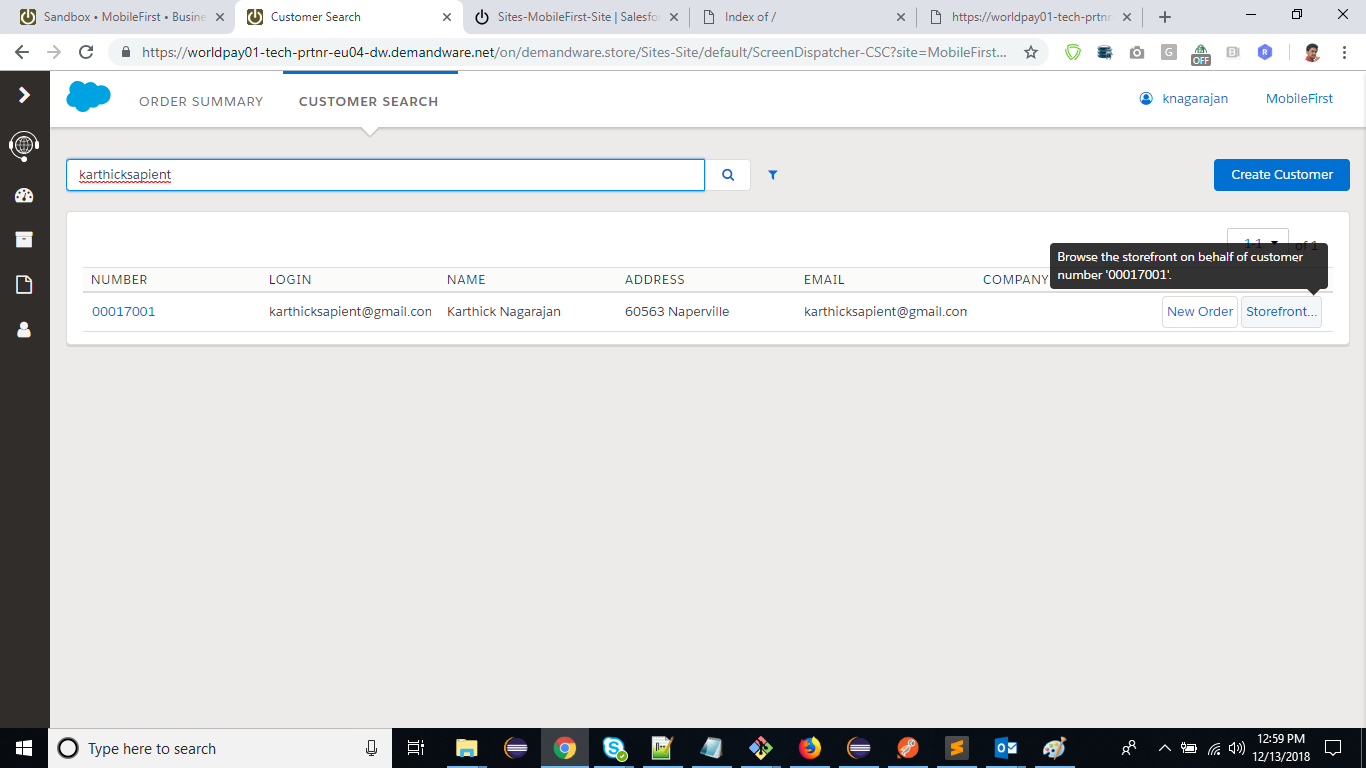 Sandbox • MobileFirst • Busine
Customer Search
Sites-MobileFirst-Site | Salesfor
Index of /
https://worldpay01-tech-prtnr
https://worldpay01-tech-prtnr-eu04-dw.demandware.net/on/demandware.store/Sites-Site/default/ScreenDispatcher-CSC?site=MobileFirst...
G
OFF
R
ORDER SUMMARY
CUSTOMER SEARCH
knagarajan
MobileFirst
karthicksapient
Create Customer
1-1
of 1
Browse the storefront on behalf of customer
number '00017001'.
NUMBER LOGIN NAME ADDRESS EMAIL COMPANY
00017001 karthicksapient@gmail.com Karthick Nagarajan 60563 Naperville karthicksapient@gmail.com New Order Storefront...
Type here to search
12:59 PM
12/13/2018